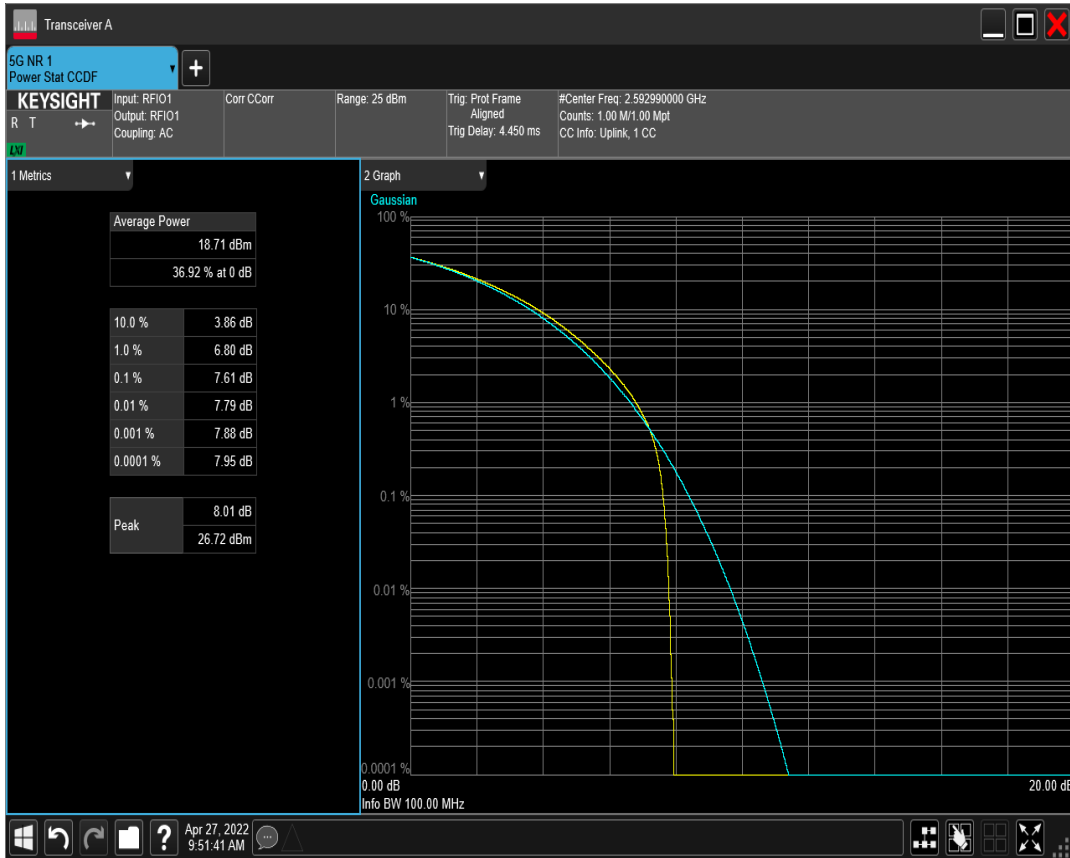 Transceiver A
5G NR 1
Power Stat CCDF
+
KEYSIGHT
R T
LXI
Input: RFIO1
Output: RFIO1
Coupling: AC
Corr CCorr
Range: 25 dBm
Trig: Prot Frame
Aligned
Trig Delay: 4.450 ms
#Center Freq: 2.592990000 GHz
Counts: 1.00 M/1.00 Mpt
CC Info: Uplink, 1 CC
1 Metrics
Average Power
18.71 dBm
36.92 % at 0 dB
10.0 % 3.86 dB
1.0 % 6.80 dB
0.1 % 7.61 dB
0.01 % 7.79 dB
0.001 % 7.88 dB
0.0001 % 7.95 dB
Peak
8.01 dB
26.72 dBm
2 Graph
Gaussian
100 %
10 %
1 %
0.1 %
0.01 %
0.001 %
0.0001 %
0.00 dB 20.00 dB
Info BW 100.00 MHz
?
Apr 27, 2022
9:51:41 AM